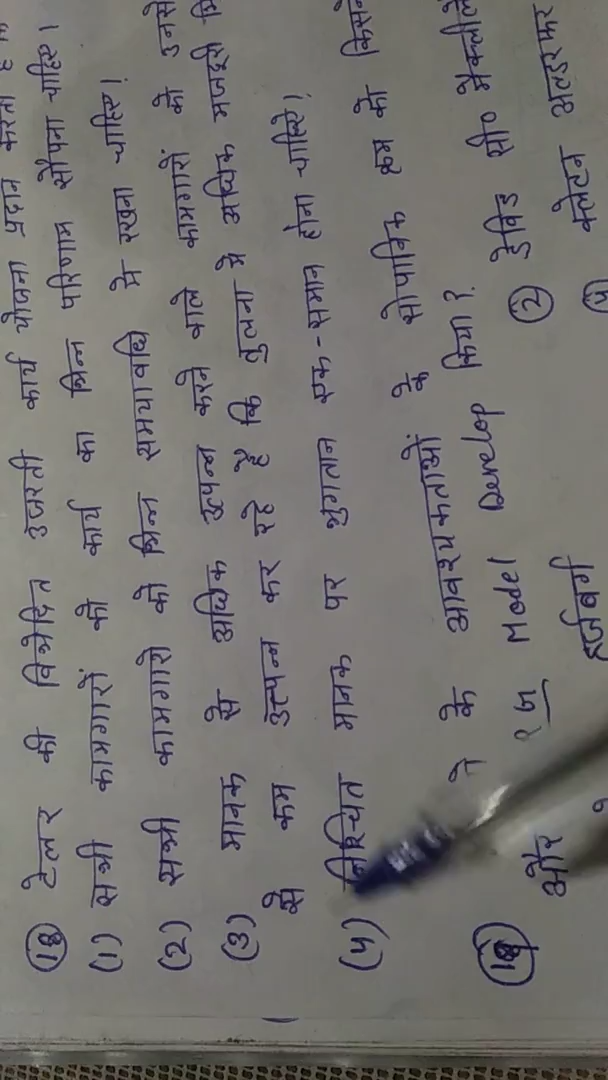 (18) टेलर की विभेदित उजरती कार्य योजना प्रदान करता है
(1) सभी कामगारों को कार्य का भिन्न परिणाम सौंपना चाहिए।
(2) सभी कामगारो को भिन्न समयावधि मे रखना चाहिए।
(3) मानक से अधिक उत्पन्न करने वाले कामगारों को उनसे
से कम उत्पन्न कर रहे हैं कि तुलना मे अधिक मजदूरी
(4) निश्चित मानक पर भुगतान एक-समान होना चाहिये।
ने के आवश्यकताओं के सोपानिक क्रम को
और Model Develop किया?
② डेविड सी० मैक्लीले
हर्जबर्ग
(4) क्लेटन अल्डरफर